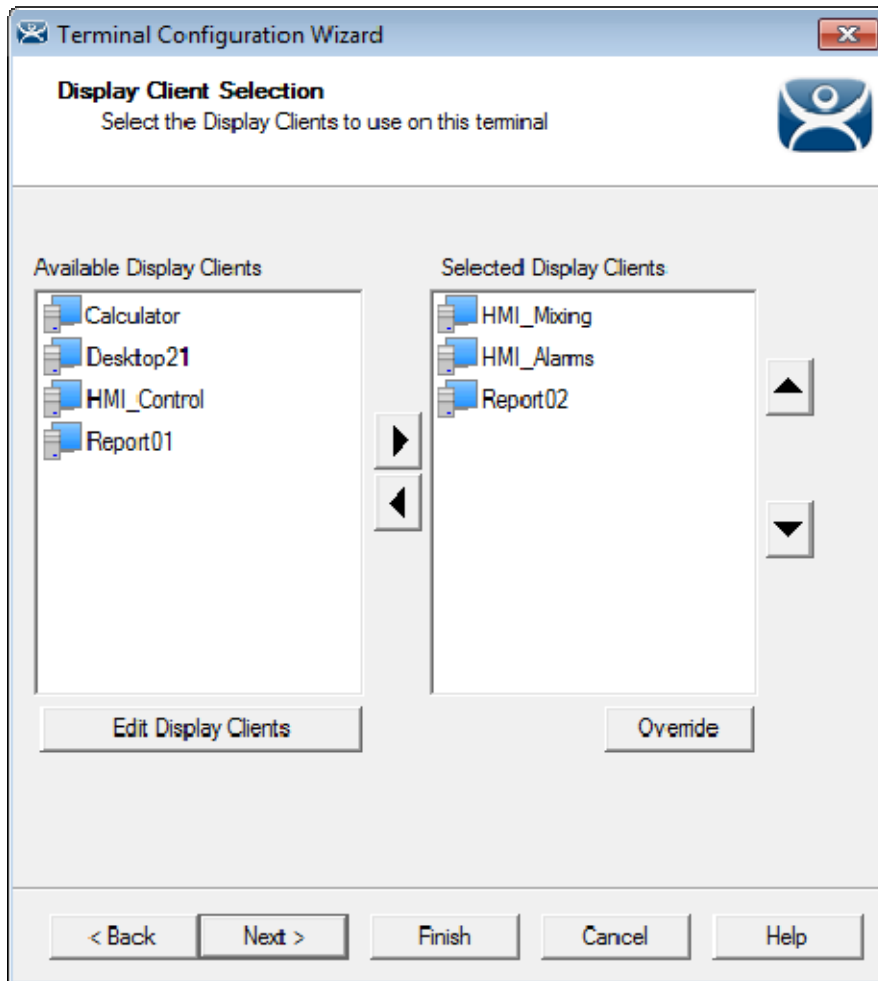 Terminal Configuration Wizard
Display Client Selection
Select the Display Clients to use on this terminal
Available Display Clients
Calculator
Desktop21
HMI_Control
Report01
Edit Display Clients
Selected Display Clients
HMI_Mixing
HMI_Alarms
Report02
Override
< Back
Next >
Finish
Cancel
Help